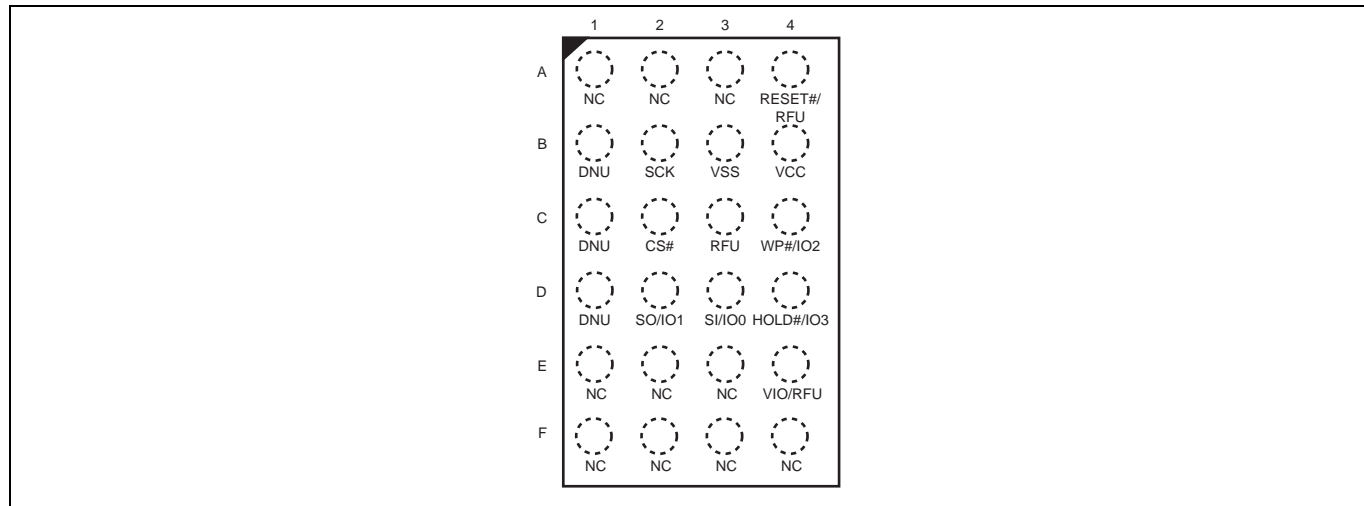 1 2 3 4
A
NC NC NC RESET#/
RFU
B
DNU SCK VSS VCC
C
DNU CS# RFU WP#/IO2
D
DNU SO/IO1 SI/IO0 HOLD#/IO3
E
NC NC NC VIO/RFU
F
NC NC NC NC